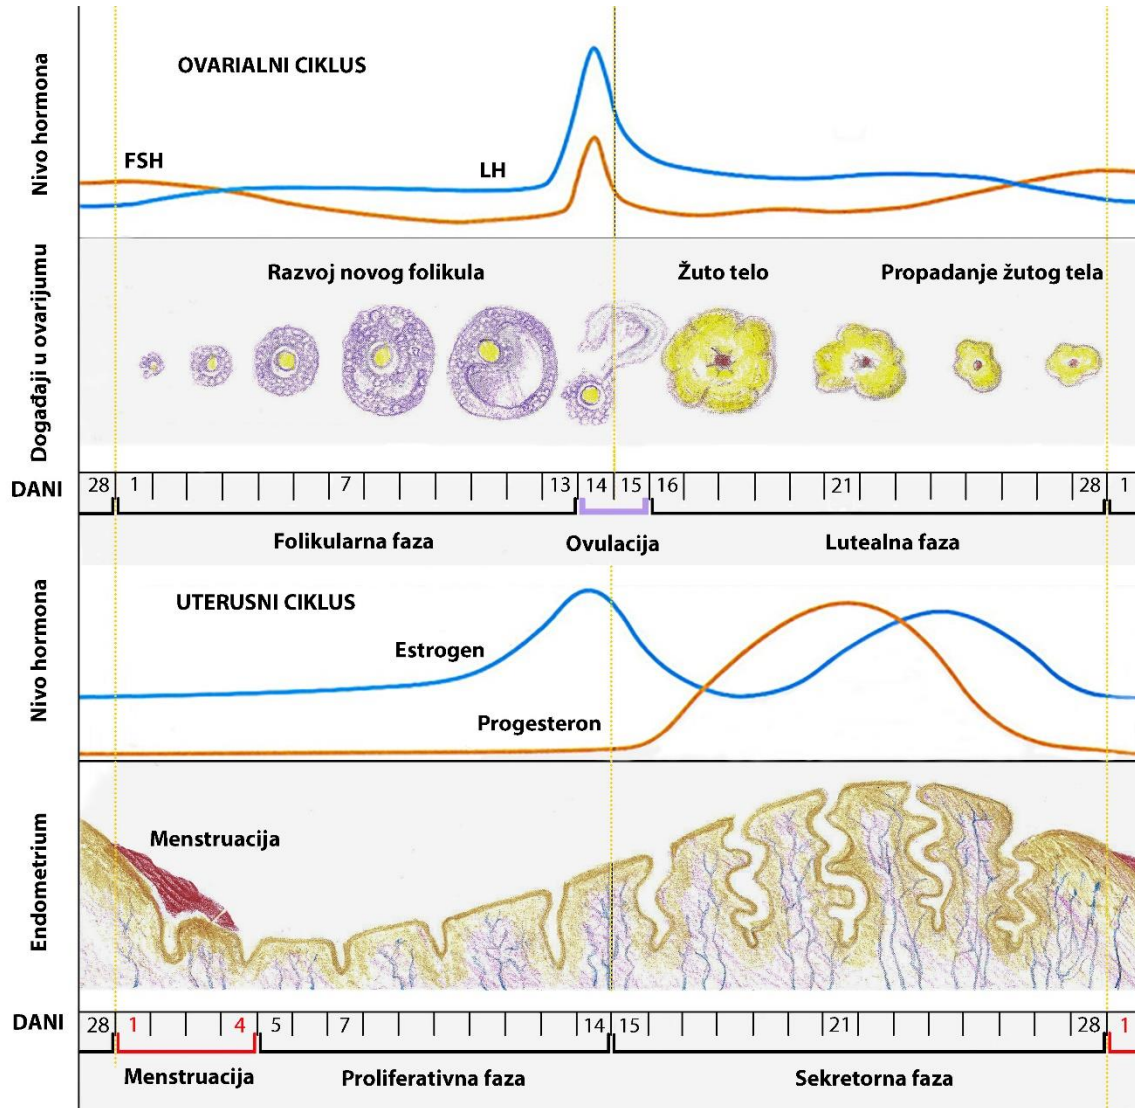 OVARIALNI CIKLUS
Nivo hormona
FSH
LH
Događaji u ovarijumu
Razvoj novog folikula
Žuto telo
Propadanje žutog tela
DANI
28 1 7 13 14 15 16 21 28 1
Folikularna faza
Ovulacija
Lutealna faza
Nivo hormona
UTERUSNI CIKLUS
Estrogen
Progesteron
Endometrium
Menstruacija
DANI
28 1 4 5 7 14 15 21 28 1
Menstruacija
Proliferativna faza
Sekretorna faza